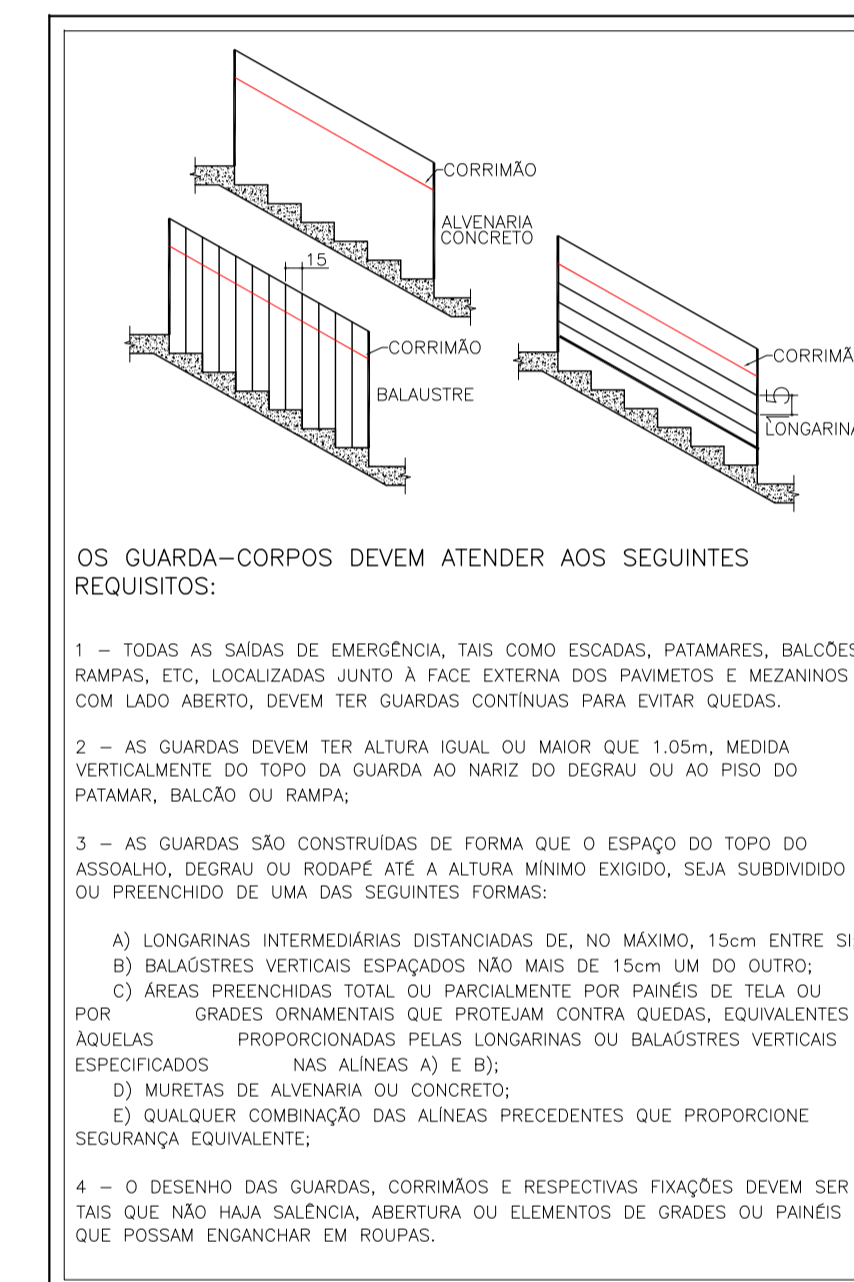 CORRIMÃO
ALVENARIA
CONCRETO
15
CORRIMÃO
BALAUSTRE
CORRIMÃ
15
LONGARINA
OS GUARDA-CORPOS DEVEM ATENDER AOS SEGUINTES
REQUISITOS:
1 - TODAS AS SAÍDAS DE EMERGÊNCIA, TAIS COMO ESCADAS, PATAMARES, BALCÕES
RAMPAS, ETC, LOCALIZADAS JUNTO À FACE EXTERNA DOS PAVIMETOS E MEZANINOS
COM LADO ABERTO, DEVEM TER GUARDAS CONTÍNUAS PARA EVITAR QUEDAS.
2 - AS GUARDAS DEVEM TER ALTURA IGUAL OU MAIOR QUE 1.05m, MEDIDA
VERTICALMENTE DO TOPO DA GUARDA AO NARIZ DO DEGRAU OU AO PISO DO
PATAMAR, BALCÃO OU RAMPA;
3 - AS GUARDAS SÃO CONSTRUÍDAS DE FORMA QUE O ESPAÇO DO TOPO DO
ASSOALHO, DEGRAU OU RODAPÉ ATÉ A ALTURA MÍNIMO EXIGIDO, SEJA SUBDIVIDIDO
OU PREENCHIDO DE UMA DAS SEGUINTES FORMAS:
A) LONGARINAS INTERMEDIÁRIAS DISTANCIADAS DE, NO MÁXIMO, 15cm ENTRE SI
B) BALAÚSTRES VERTICAIS ESPAÇADOS NÃO MAIS DE 15cm UM DO OUTRO;
C) ÁREAS PREENCHIDAS TOTAL OU PARCIALMENTE POR PAINÉIS DE TELA OU
POR GRADES ORNAMENTAIS QUE PROTEJAM CONTRA QUEDAS, EQUIVALENTES
ÀQUELAS PROPORCIONADAS PELAS LONGARINAS OU BALAÚSTRES VERTICAIS
ESPECIFICADOS NAS ALÍNEAS A) E B);
D) MURETAS DE ALVENARIA OU CONCRETO;
E) QUALQUER COMBINAÇÃO DAS ALÍNEAS PRECEDENTES QUE PROPORCIONE
SEGURANÇA EQUIVALENTE;
4 - O DESENHO DAS GUARDAS, CORRIMÃOS E RESPECTIVAS FIXAÇÕES DEVEM SER
TAIS QUE NÃO HAJA SALÊNCIA, ABERTURA OU ELEMENTOS DE GRADES OU PAINÉIS
QUE POSSAM ENGANCHAR EM ROUPAS.